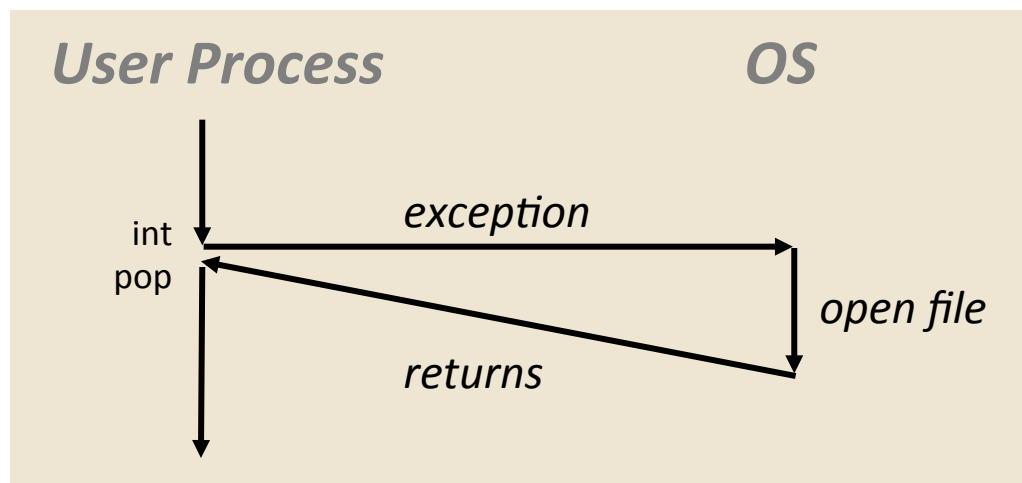 User Process
OS
exception
int
pop
open file
returns